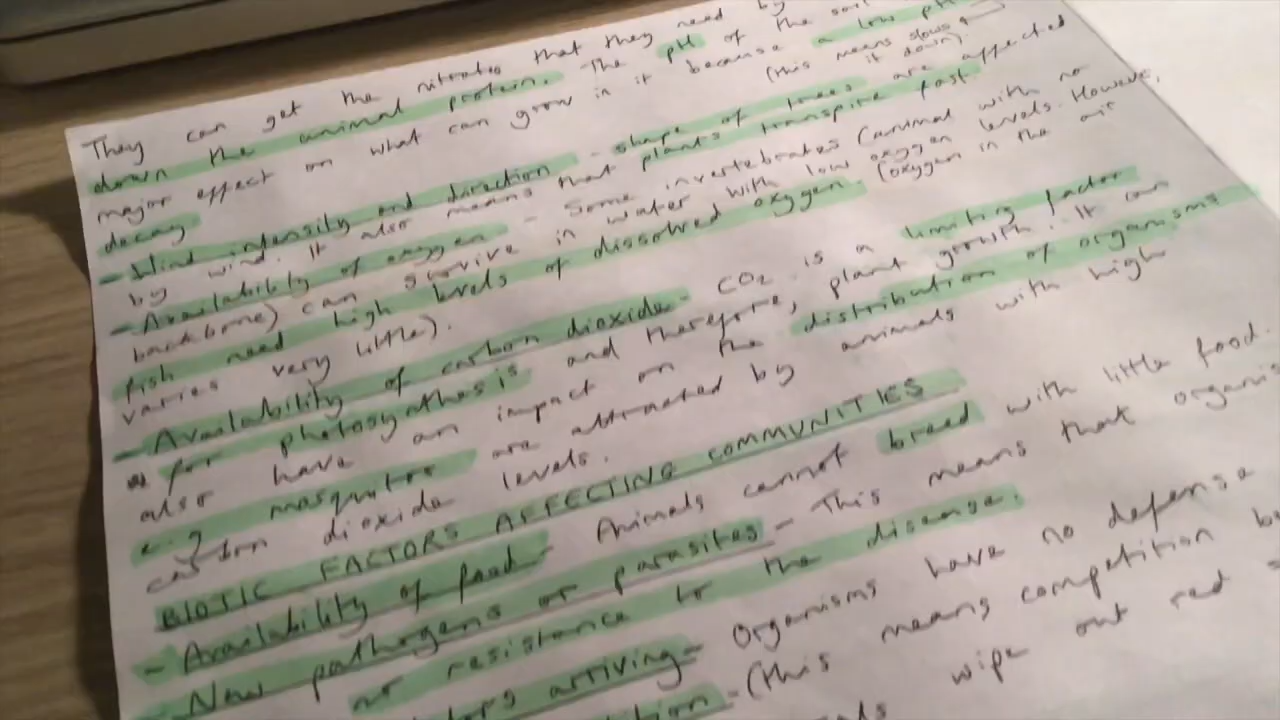 They can get the nitrates that they need by
down the animal protein. The pH of the soil
major effect on what can grow in it because a low pH
decay (this means slows it down).
- Wind intensity and direction - shape of trees are affected
by wind. It also means that plants transpire fast
- Availability of oxygen - Some invertebrates (animal with no
backbone) can survive in water with low oxygen levels. However,
fish need high levels of dissolved oxygen (oxygen in the air
varies very little).
- Availability of carbon dioxide - CO2 is a limiting factor
for photosynthesis and therefore, plant growth. It can
also have an impact on the distribution of organisms
e.g mosquitos are attracted by animals with high
carbon dioxide levels.
BIOTIC FACTORS AFFECTING COMMUNITIES
- Availability of food - Animals cannot breed with little food.
- New pathogens or parasites - This means that
or resistance to the disease.
arriving - Organisms have no defense
- (this means competition
wipe out red